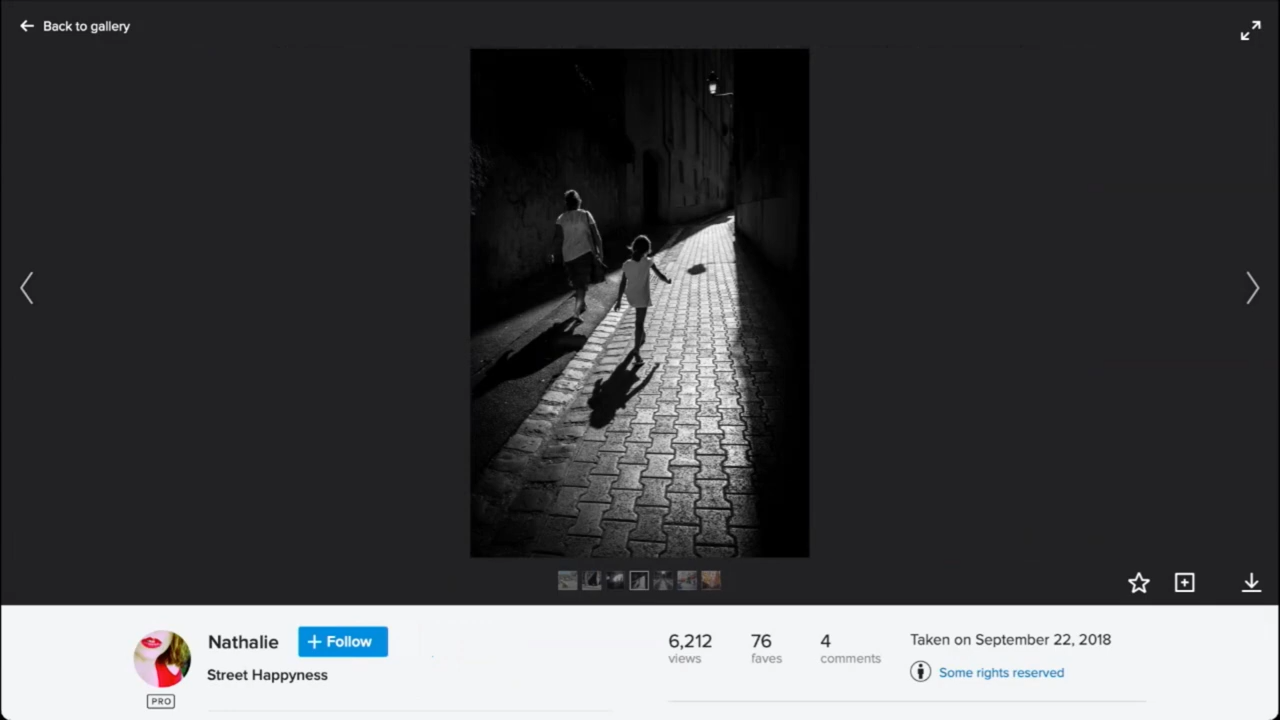 Back to gallery
Nathalie
+ Follow
Street Happyness
PRO
6,212
views
76
faves
4
comments
Taken on September 22, 2018
Some rights reserved